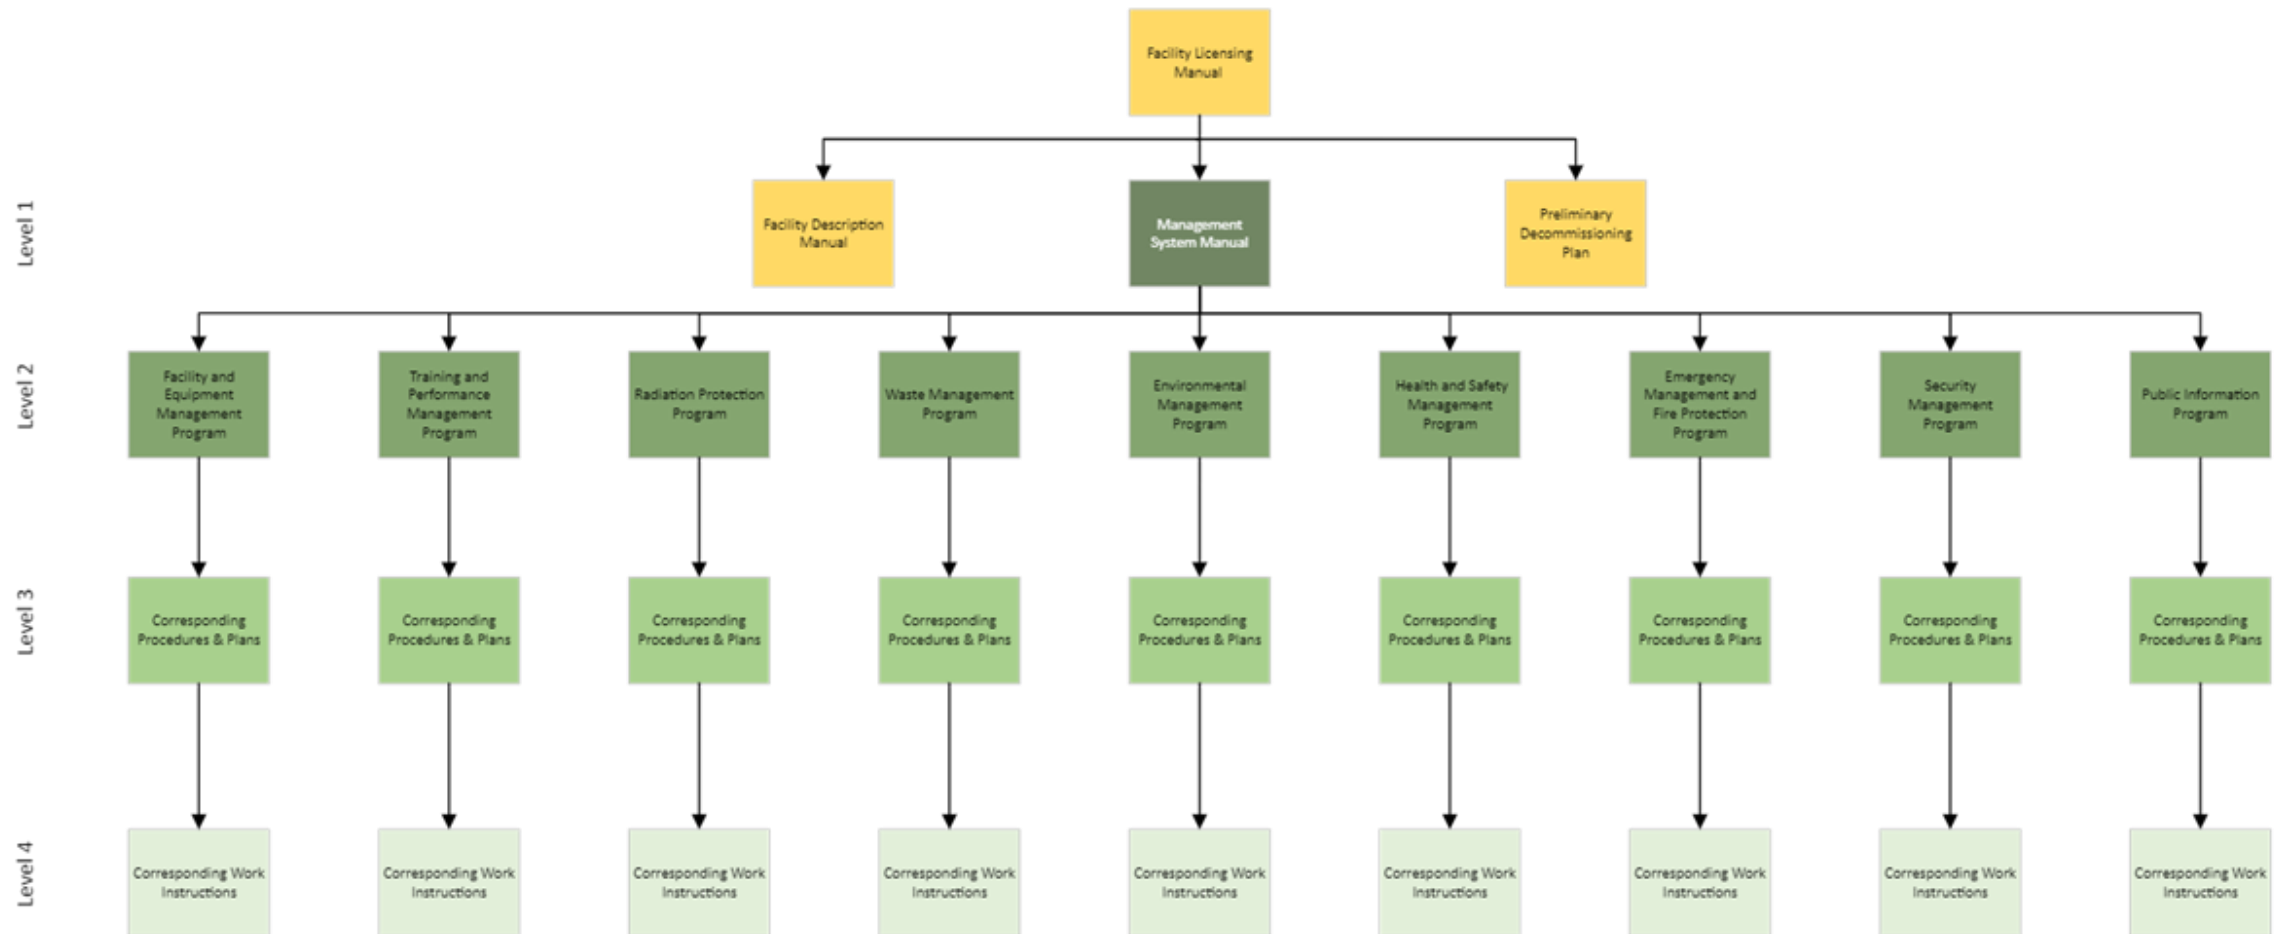 Facility Licensing
Manual
Level 1
Facility Description
Manual
Management
System Manual
Preliminary
Decommissioning
Plan
Level 2
Facility and
Equipment
Management
Program
Training and
Performance
Management
Program
Radiation Protection
Program
Waste Management
Program
Environmental
Management
Program
Health and Safety
Management
Program
Emergency
Management and
Fire Protection
Program
Security
Management
Program
Public Information
Program
Level 3
Corresponding
Procedures & Plans
Corresponding
Procedures & Plans
Corresponding
Procedures & Plans
Corresponding
Procedures & Plans
Corresponding
Procedures & Plans
Corresponding
Procedures & Plans
Corresponding
Procedures & Plans
Corresponding
Procedures & Plans
Corresponding
Procedures & Plans
Level 4
Corresponding Work
Instructions
Corresponding Work
Instructions
Corresponding Work
Instructions
Corresponding Work
Instructions
Corresponding Work
Instructions
Corresponding Work
Instructions
Corresponding Work
Instructions
Corresponding Work
Instructions
Corresponding Work
Instructions